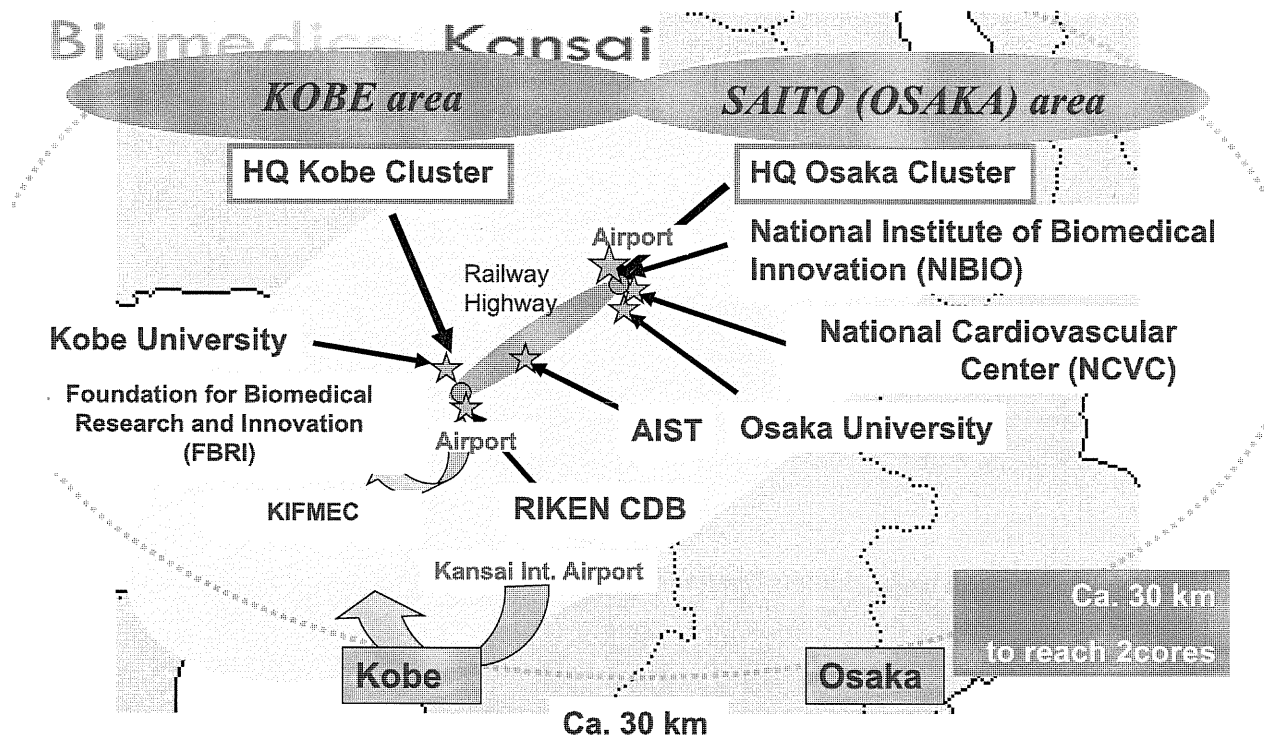 Biomedical Kansai
KOBE area
SAITO (OSAKA) area
HQ Kobe Cluster
HQ Osaka Cluster
Airport
National Institute of Biomedical
Innovation (NIBIO)
Railway
Highway
Kobe University
National Cardiovascular
Center (NCVC)
Foundation for Biomedical
Research and Innovation
(FBRI)
AIST
Osaka University
Airport
KIFMEC
RIKEN CDB
Kansai Int. Airport
Ca. 30 km
to reach 2cores
Kobe
Osaka
Ca. 30 km